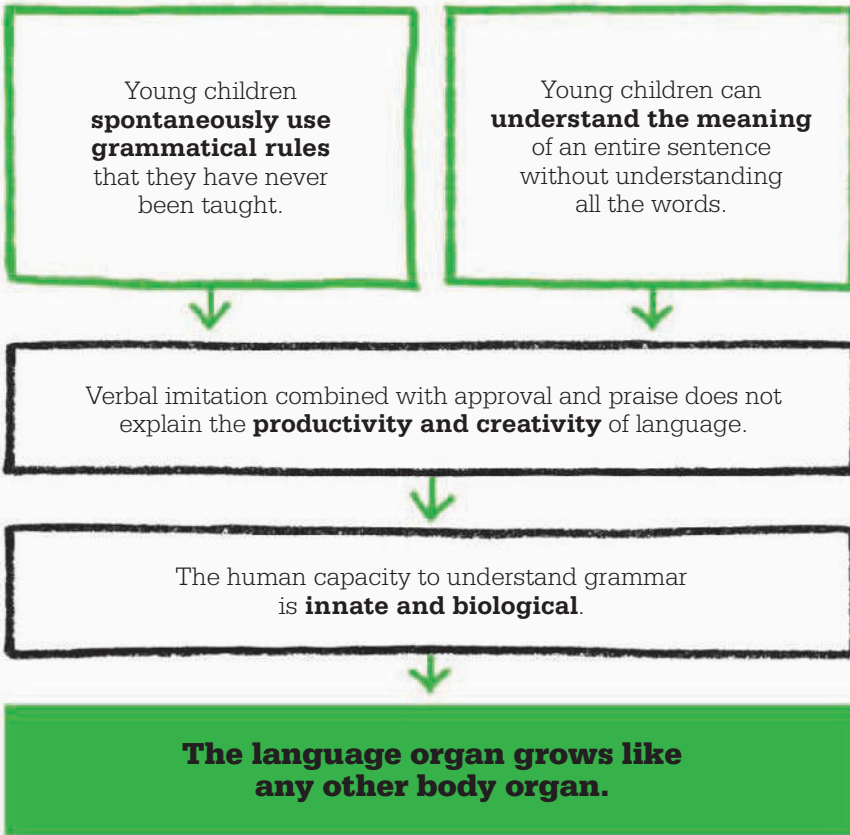 Young children
spontaneously use
grammatical rules
that they have never
been taught.
Young children can
understand the meaning
of an entire sentence
without understanding
all the words.
Verbal imitation combined with approval and praise does not
explain the productivity and creativity of language.
The human capacity to understand grammar
is innate and biological.
The language organ grows like
any other body organ.